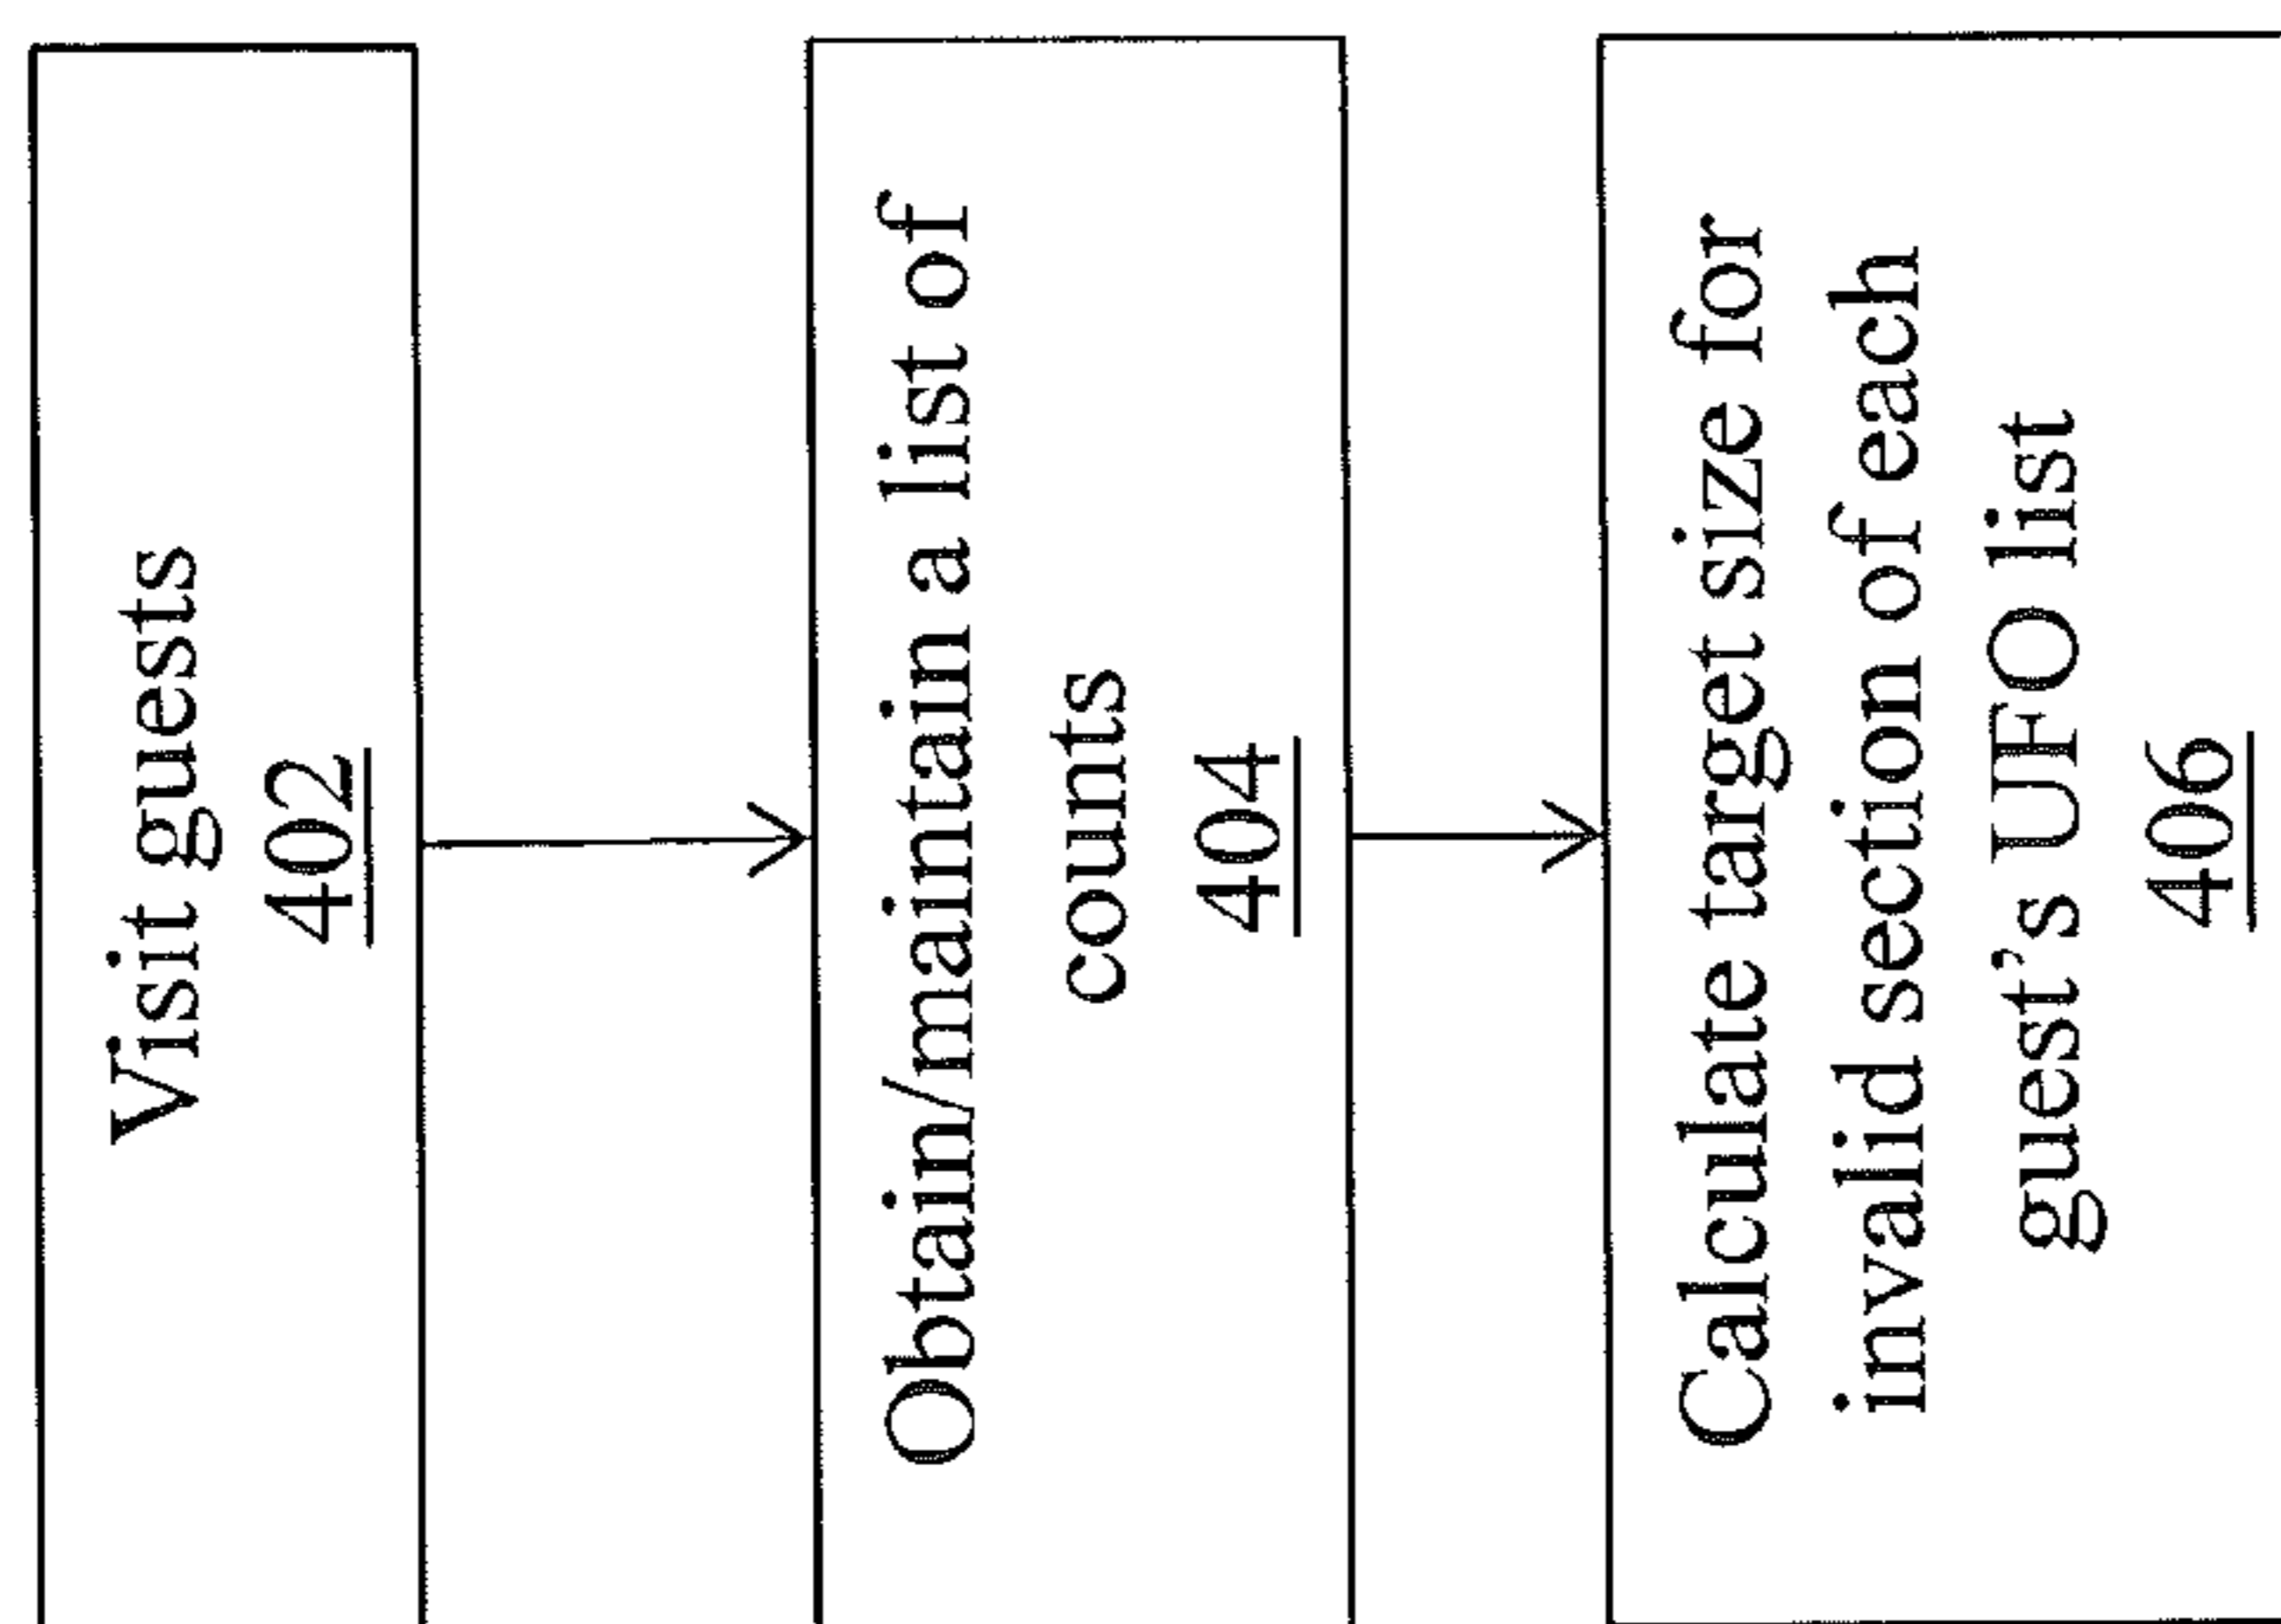 Visit guests
402
Obtain/maintain a list of
counts
404
Calculate target size for
invalid section of each
guest's UFO list
406